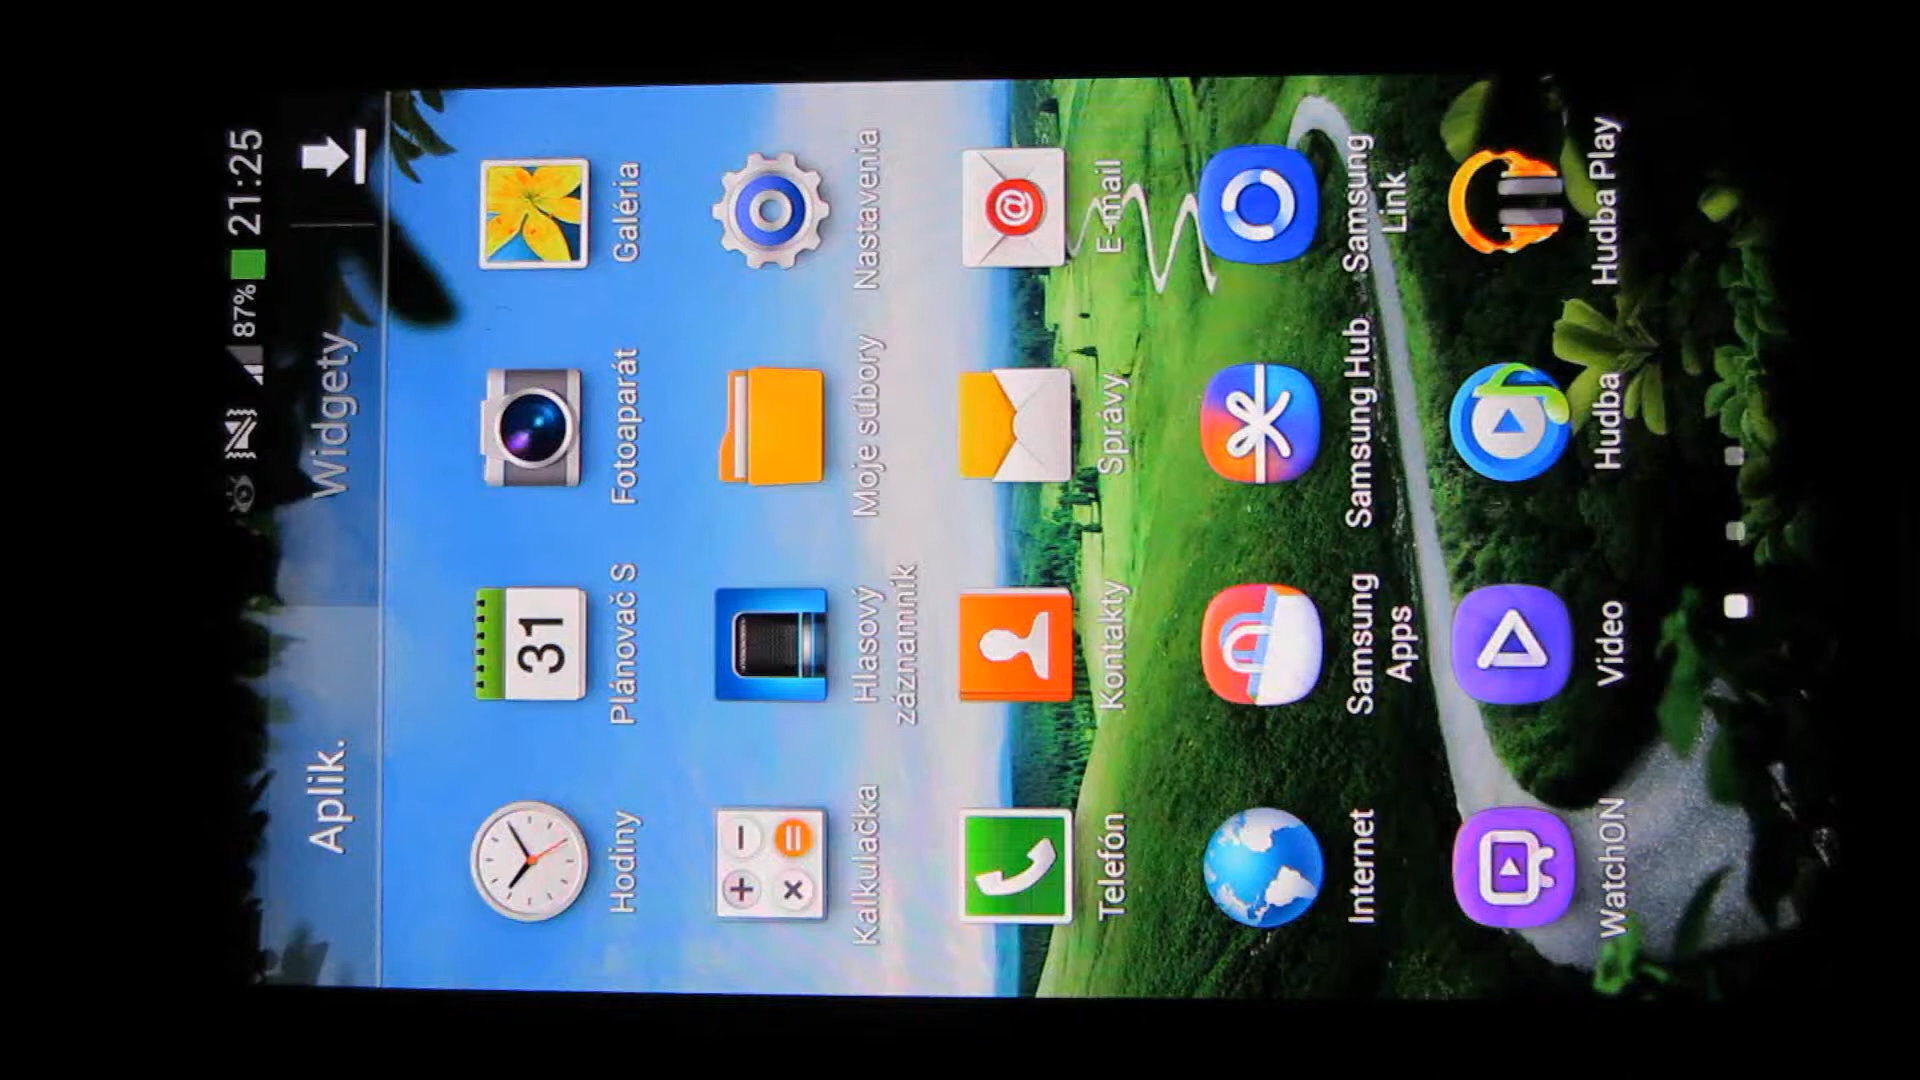 87% 21:25
Aplik. Widgety
Hodiny Plánovač S Fotoaparát Galéria
31
Kalkulačka Hlasový Moje súbory Nastavenia
záznamník
Telefón Kontakty Správy E-mail
@
Internet Samsung Samsung Hub Samsung
Apps Link
WatchON Video Hudba Hudba Play